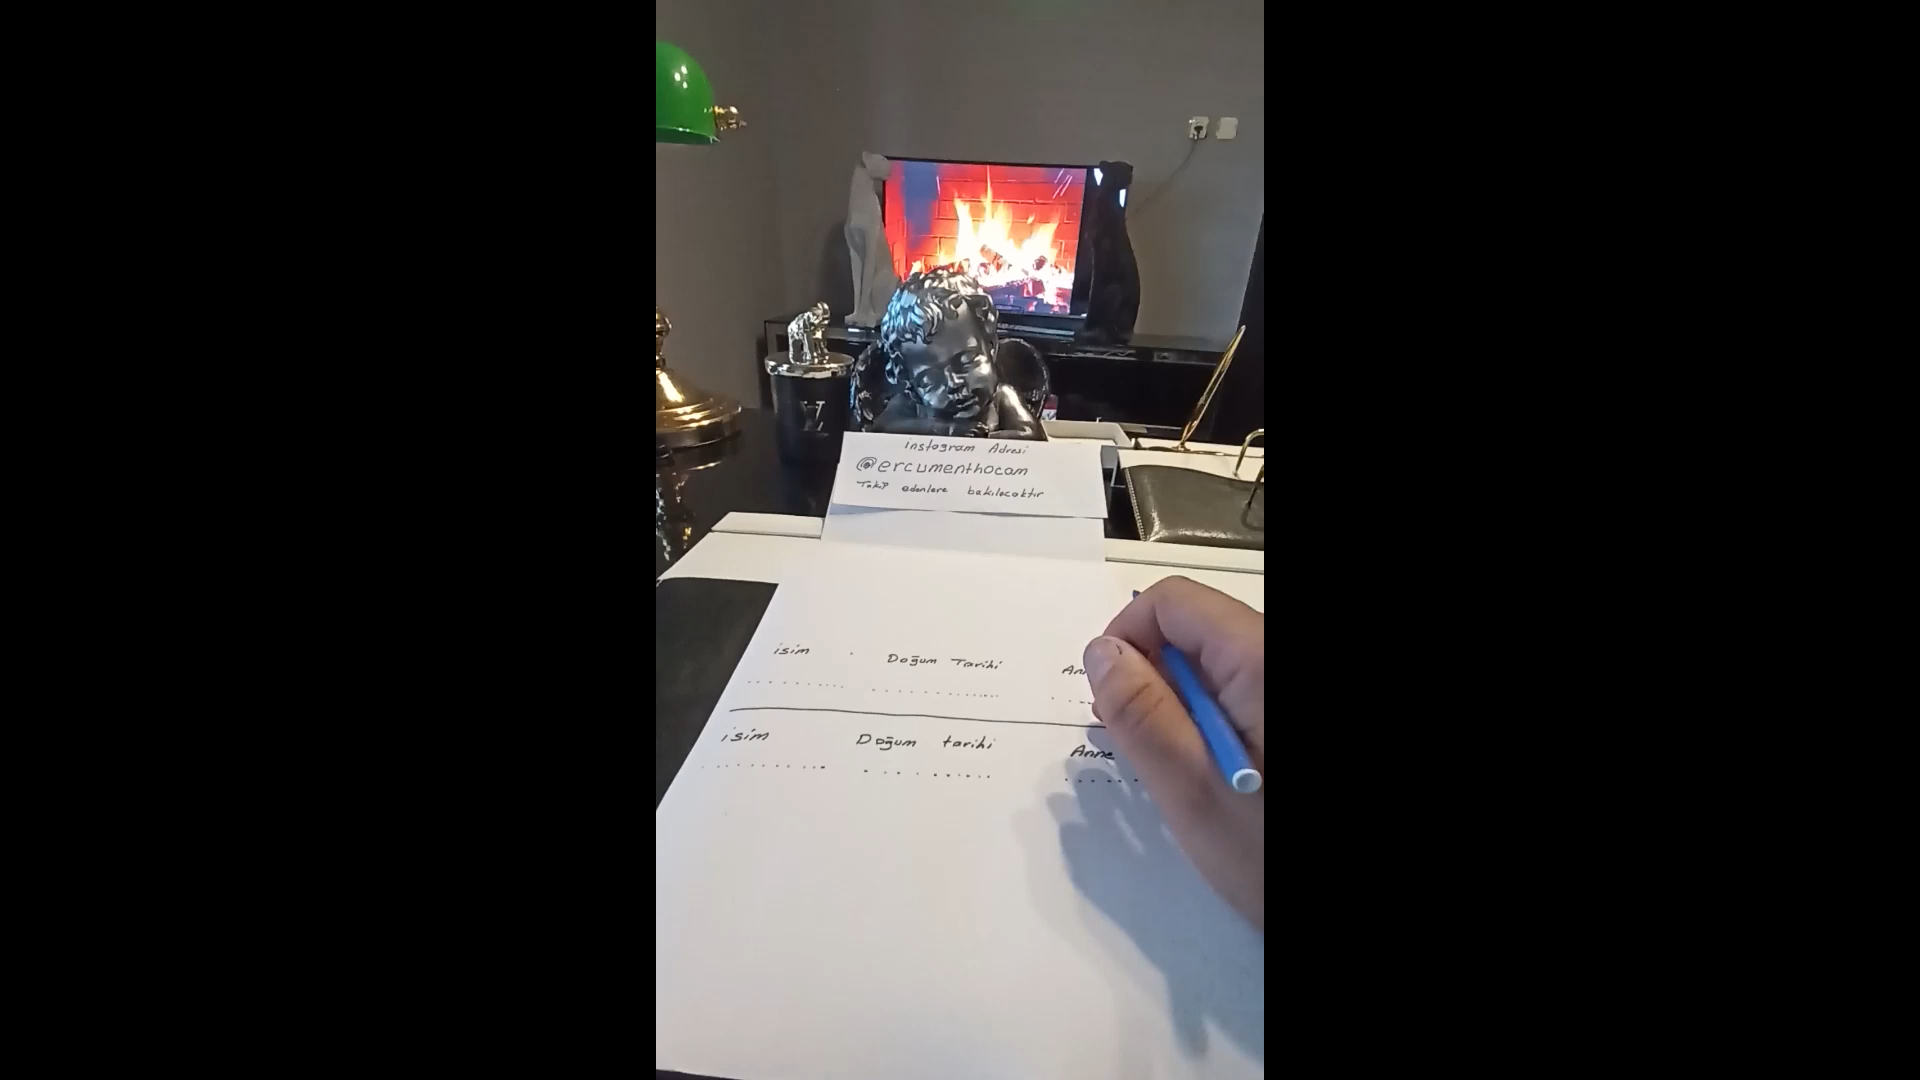 instagram Adresi
@ercumenthocam
Takip edenlere bakılacaktır
isim Doğum Tarihi
isim Doğum tarihi Anne